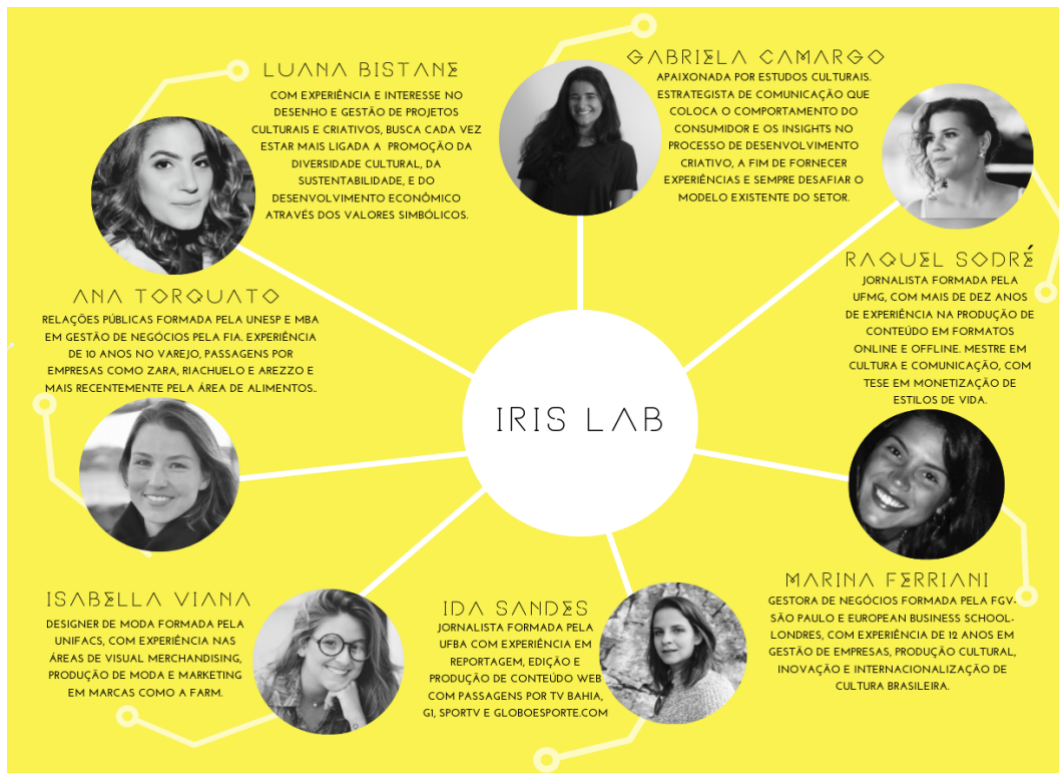 LUANA BISTANE
COM EXPERIÊNCIA E INTERESSE NO
DESENHO E GESTÃO DE PROJETOS
CULTURAIS E CRIATIVOS, BUSCA CADA VEZ
ESTAR MAIS LIGADA A PROMOÇÃO DA
DIVERSIDADE CULTURAL, DA
SUSTENTABILIDADE, E DO
DESENVOLVIMENTO ECONÔMICO
ATRAVÉS DOS VALORES SIMBÓLICOS.
GABRIELA CAMARGO
APAIXONADA POR ESTUDOS CULTURAIS.
ESTRATEGISTA DE COMUNICAÇÃO QUE
COLOCA O COMPORTAMENTO DO
CONSUMIDOR E OS INSIGHTS NO
PROCESSO DE DESENVOLVIMENTO
CRIATIVO, A FIM DE FORNECER
EXPERIÊNCIAS E SEMPRE DESAFIAR O
MODELO EXISTENTE DO SETOR.
RAQUEL SODRÉ
JORNALISTA FORMADA PELA
UFMG, COM MAIS DE DEZ ANOS
DE EXPERIÊNCIA NA PRODUÇÃO DE
CONTEÚDO EM FORMATOS
ONLINE E OFFLINE. MESTRE EM
CULTURA E COMUNICAÇÃO, COM
TESE EM MONETIZAÇÃO DE
ESTILOS DE VIDA.
ANA TORQUATO
RELAÇÕES PÚBLICAS FORMADA PELA UNESP E MBA
EM GESTÃO DE NEGÓCIOS PELA FIA. EXPERIÊNCIA
DE 10 ANOS NO VAREJO, PASSAGENS POR
EMPRESAS COMO ZARA, RIACHUELO E AREZZO E
MAIS RECENTEMENTE PELA ÁREA DE ALIMENTOS..
IRIS LAB
ISABELLA VIANA
DESIGNER DE MODA FORMADA PELA
UNIFACS, COM EXPERIÊNCIA NAS
ÁREAS DE VISUAL MERCHANDISING,
PRODUÇÃO DE MODA E MARKETING
EM MARCAS COMO A FARM.
IDA SANDES
JORNALISTA FORMADA PELA
UFBA COM EXPERIÊNCIA EM
REPORTAGEM, EDIÇÃO E
PRODUÇÃO DE CONTEÚDO WEB
COM PASSAGENS POR TV BAHIA,
G1, SPORTV E GLOBOESPORTE.COM
MARINA FERRIANI
GESTORA DE NEGÓCIOS FORMADA PELA FGV-
SÃO PAULO E EUROPEAN BUSINESS SCHOOL-
LONDRES, COM EXPERIÊNCIA DE 12 ANOS EM
GESTÃO DE EMPRESAS, PRODUÇÃO CULTURAL,
INOVAÇÃO E INTERNACIONALIZAÇÃO DE
CULTURA BRASILEIRA.